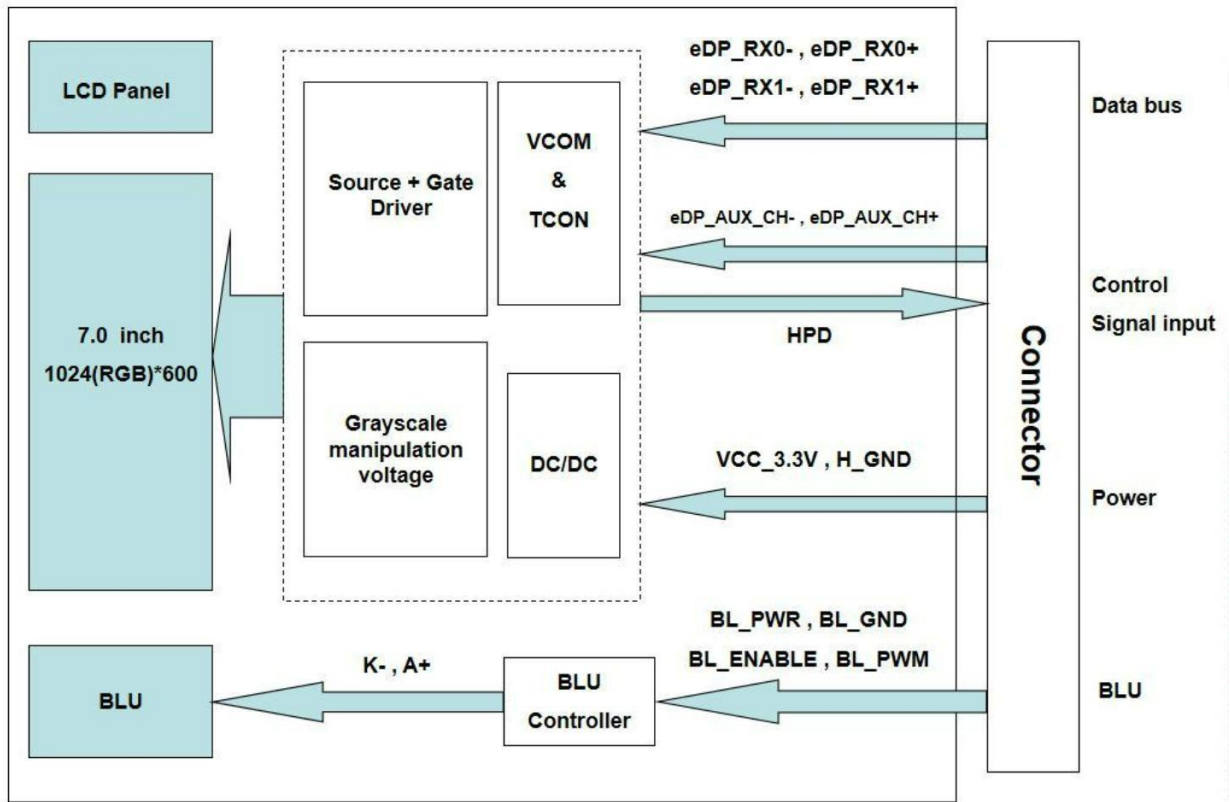 LCD Panel
7.0 inch
1024(RGB)*600
BLU
Source + Gate
Driver
VCOM
&
TCON
Grayscale
manipulation
voltage
DC/DC
K- , A+
BLU
Controller
eDP_RX0- , eDP_RX0+
eDP_RX1- , eDP_RX1+
eDP_AUX_CH- , eDP_AUX_CH+
HPD
VCC_3.3V , H_GND
BL_PWR , BL_GND
BL_ENABLE , BL_PWM
Connector
Data bus
Control
Signal input
Power
BLU